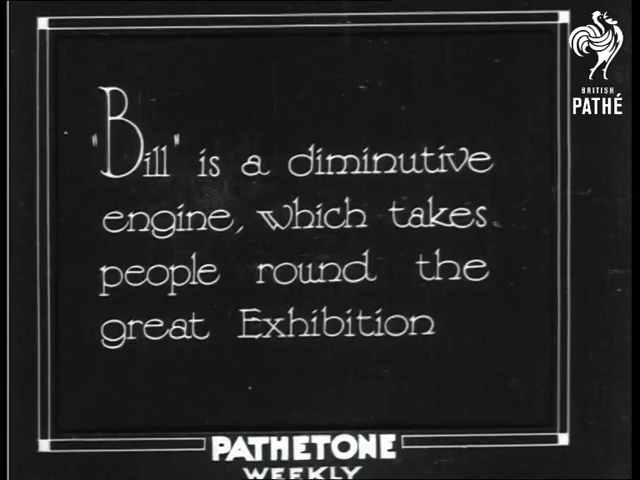 BRITISH
PATHÉ
"Bill" is a diminutive
engine, which takes
people round the
great Exhibition
PATHETONE
WEEKLY